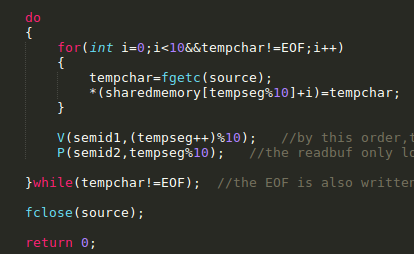 do
{
for(int i=0;i<10&&tempchar!=EOF;i++)
{
tempchar=fgetc(source);
*(sharedmemory[tempseg%10]+i)=tempchar;
}
V(semid1,(tempseg++)%10); //by this order,t
P(semid2,tempseg%10); //the readbuf only lo
}while(tempchar!=EOF); //the EOF is also written
fclose(source);
return 0;